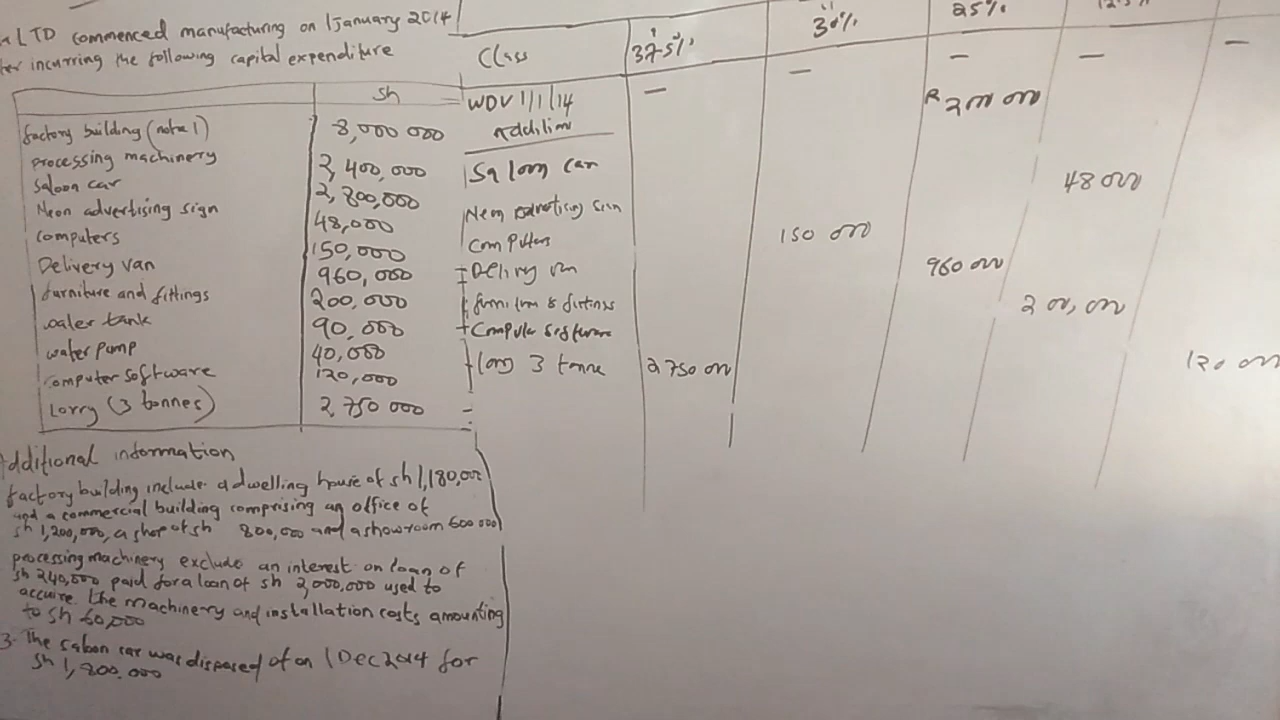 LTD commenced manufacturing on 1 January 2014
incurring the following capital expenditure
sh
factory building (note 1) 8,000 000
processing machinery 2,400,000
Saloon car 2,800,000
Neon advertising sign 48,000
computers 150,000
Delivery van 960,000
furniture and fittings 200,000
water tank 90,000
water pump 40,000
computer software 120,000
Lorry (3 tonnes) 2,750 000
Additional information
factory building include a dwelling house of sh 1,180,000
and a commercial building comprising an office of
sh 1,200,000, a shop of sh 800,000 and a showroom 600 000
processing machinery exclude an interest on loan of
sh 240,000 paid for a loan of sh 2,000,000 used to
accuire the machinery and installation costs amounting
to sh 60,000
3. The saloon car was disposed of on 1 Dec 2014 for
sh 1,800,000
Class 37.5% 30% 25% 12.5%
WDV 1/1/14 — — — — —
addition
Saloon car R 2000 000
Neon advertising sign 48 000
Computers 150 000
Delivery van 960 000
furniture & fittings 200,000
Computer software 120 000
lorry 3 tonne 2750 000